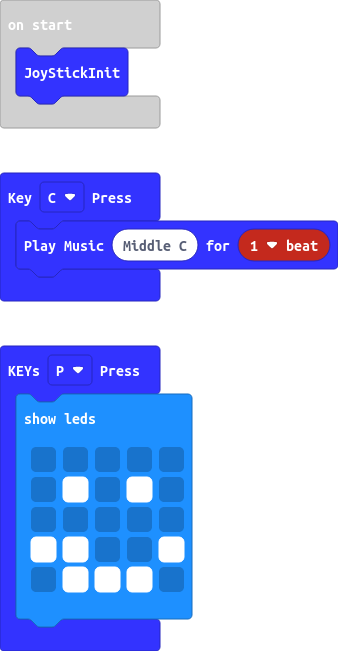 on start
JoyStickInit
Key C Press
Play Music Middle C for 1 beat
KEYs P Press
show leds